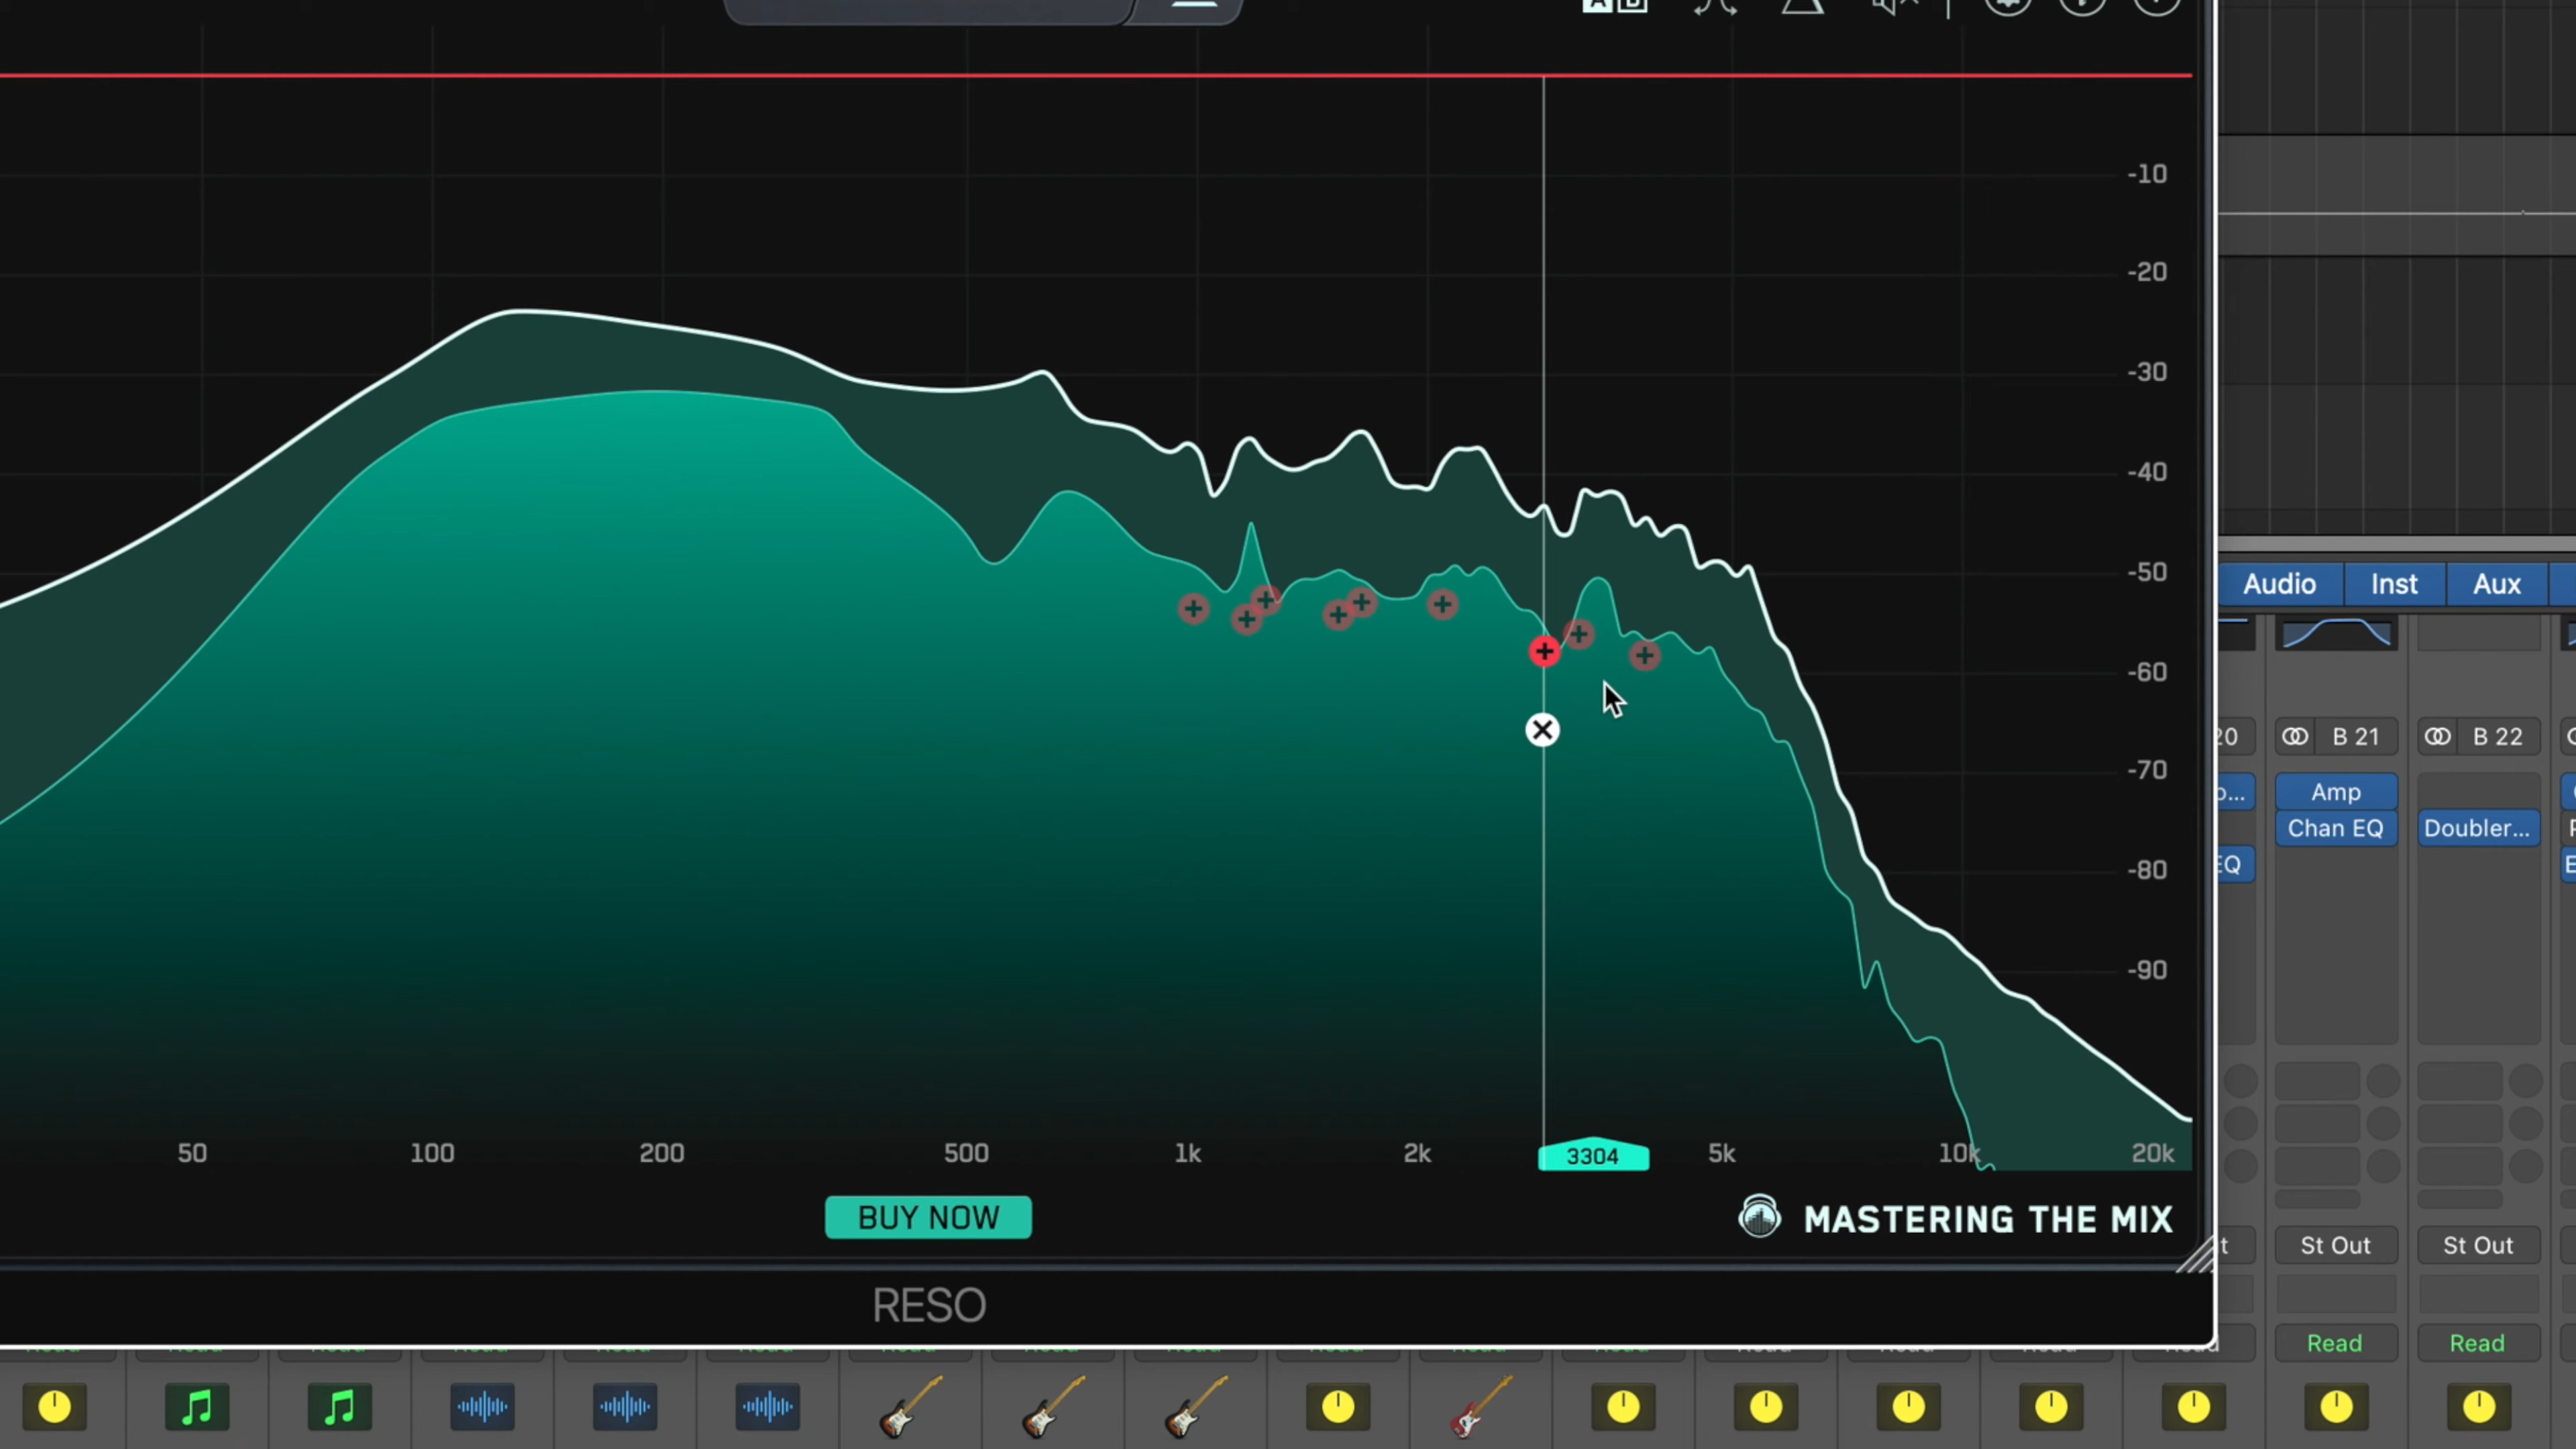 A B
-10
-20
-30
-40
-50
-60
-70
-80
-90
50 100 200 500 1k 2k 3304 5k 10k 20k
BUY NOW
MASTERING THE MIX
RESO
Audio Inst Aux
20 B 21 B 22
Amp
Chan EQ Doubler...
EQ
St Out St Out
Read Read